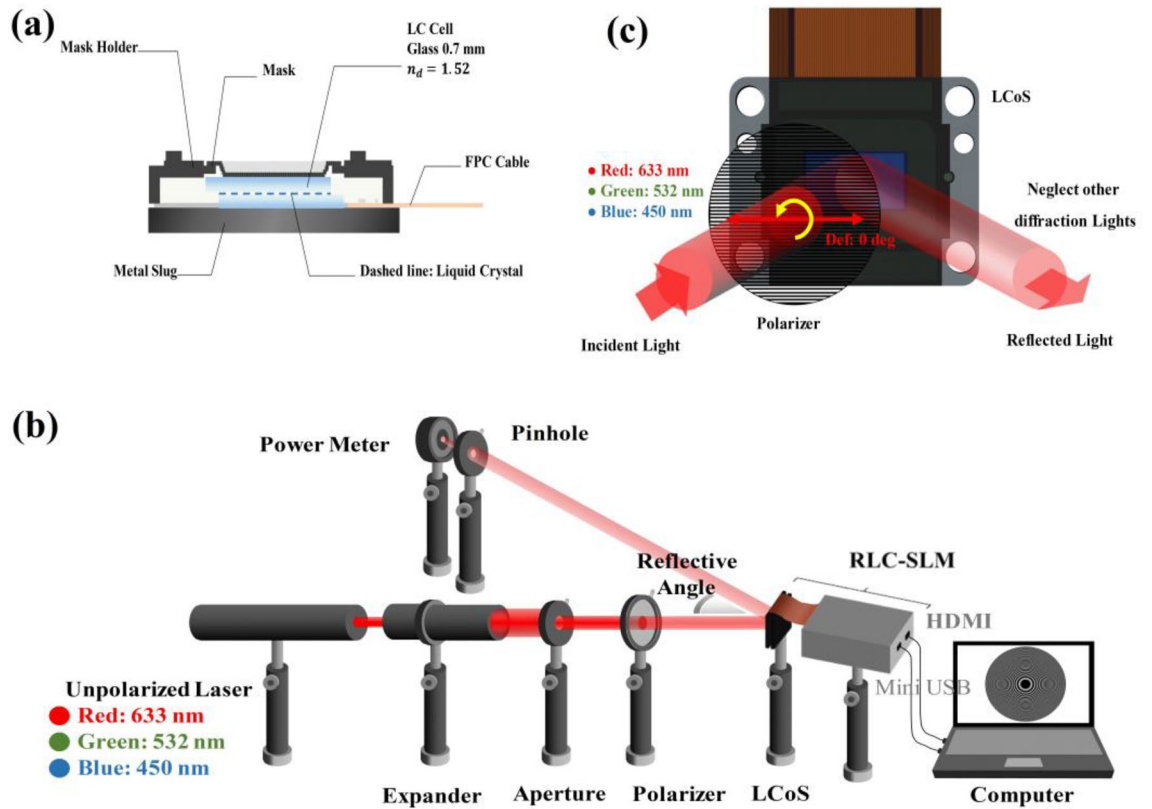 (a)
Mask Holder
Mask
LC Cell
Glass 0.7 mm
n_d = 1.52
FPC Cable
Metal Slug
Dashed line: Liquid Crystal
(c)
LCoS
Red: 633 nm
Green: 532 nm
Blue: 450 nm
Neglect other
diffraction Lights
Def: 0 deg
Polarizer
Incident Light
Reflected Light
(b)
Power Meter
Pinhole
Reflective
Angle
RLC-SLM
HDMI
Mini USB
Unpolarized Laser
Red: 633 nm
Green: 532 nm
Blue: 450 nm
Expander
Aperture
Polarizer
LCoS
Computer